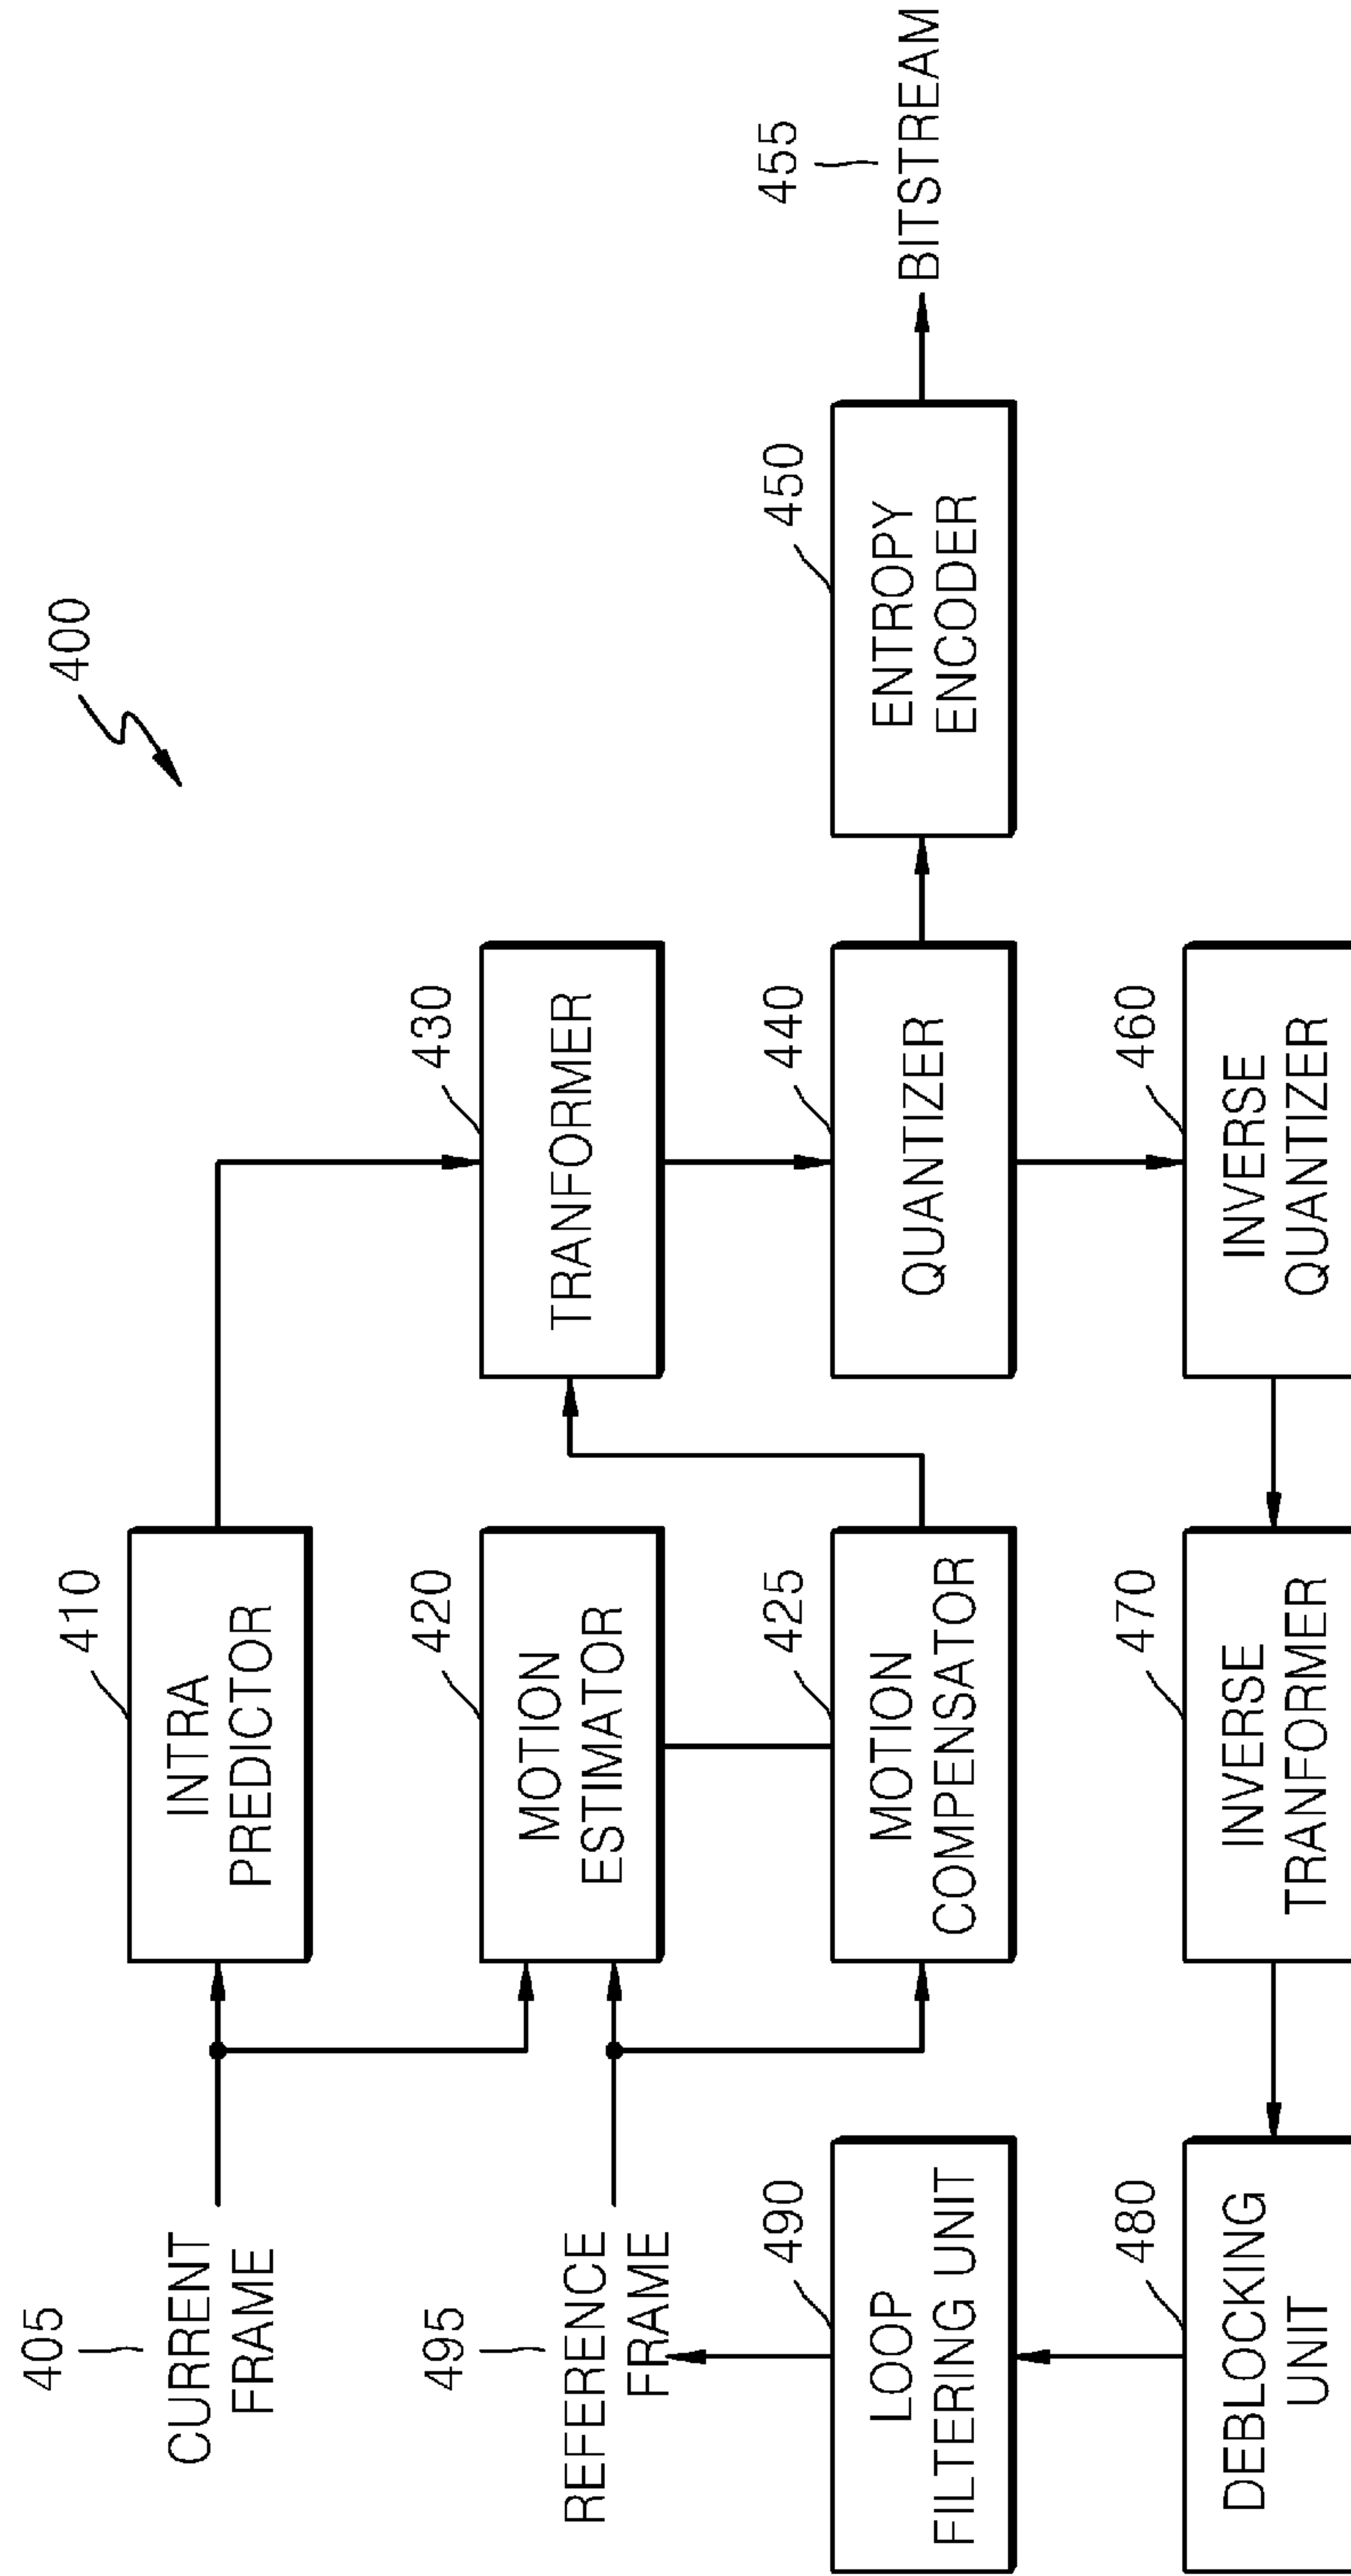 400
405
CURRENT
FRAME
410
INTRA
PREDICTOR
495
REFERENCE
FRAME
420
MOTION
ESTIMATOR
430
TRANFORMER
490
LOOP
FILTERING UNIT
425
MOTION
COMPENSATOR
440
QUANTIZER
450
ENTROPY
ENCODER
455
BITSTREAM
480
DEBLOCKING
UNIT
470
INVERSE
TRANFORMER
460
INVERSE
QUANTIZER